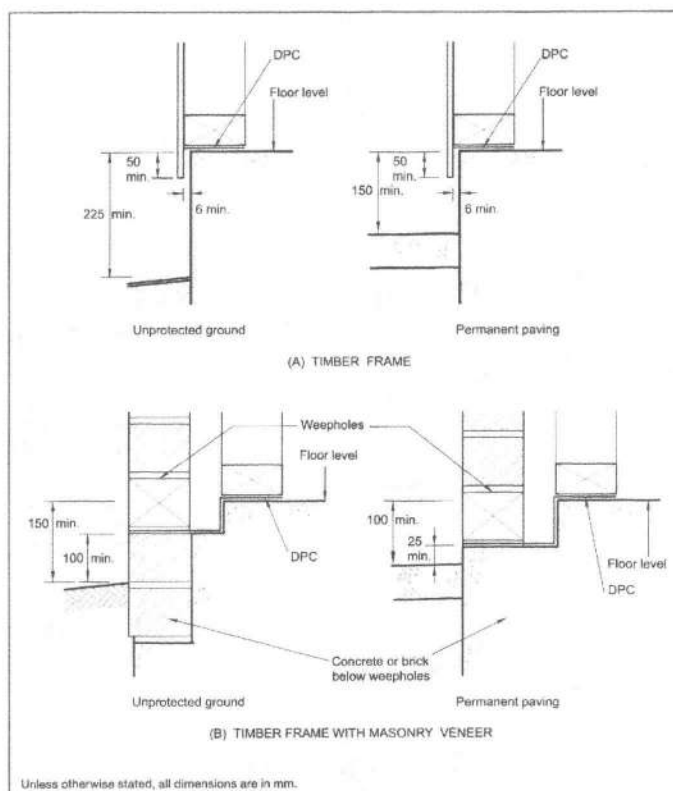 DPC
Floor level
50
min.
225 min.
6 min.
Unprotected ground
DPC
Floor level
50
min.
150
min.
6 min.
Permanent paving
(A) TIMBER FRAME
Weepholes
Floor level
150
min.
100
min.
DPC
Concrete or brick
below weepholes
Unprotected ground
100
min.
25
min.
Floor level
DPC
Permanent paving
(B) TIMBER FRAME WITH MASONRY VENEER
Unless otherwise stated, all dimensions are in mm.